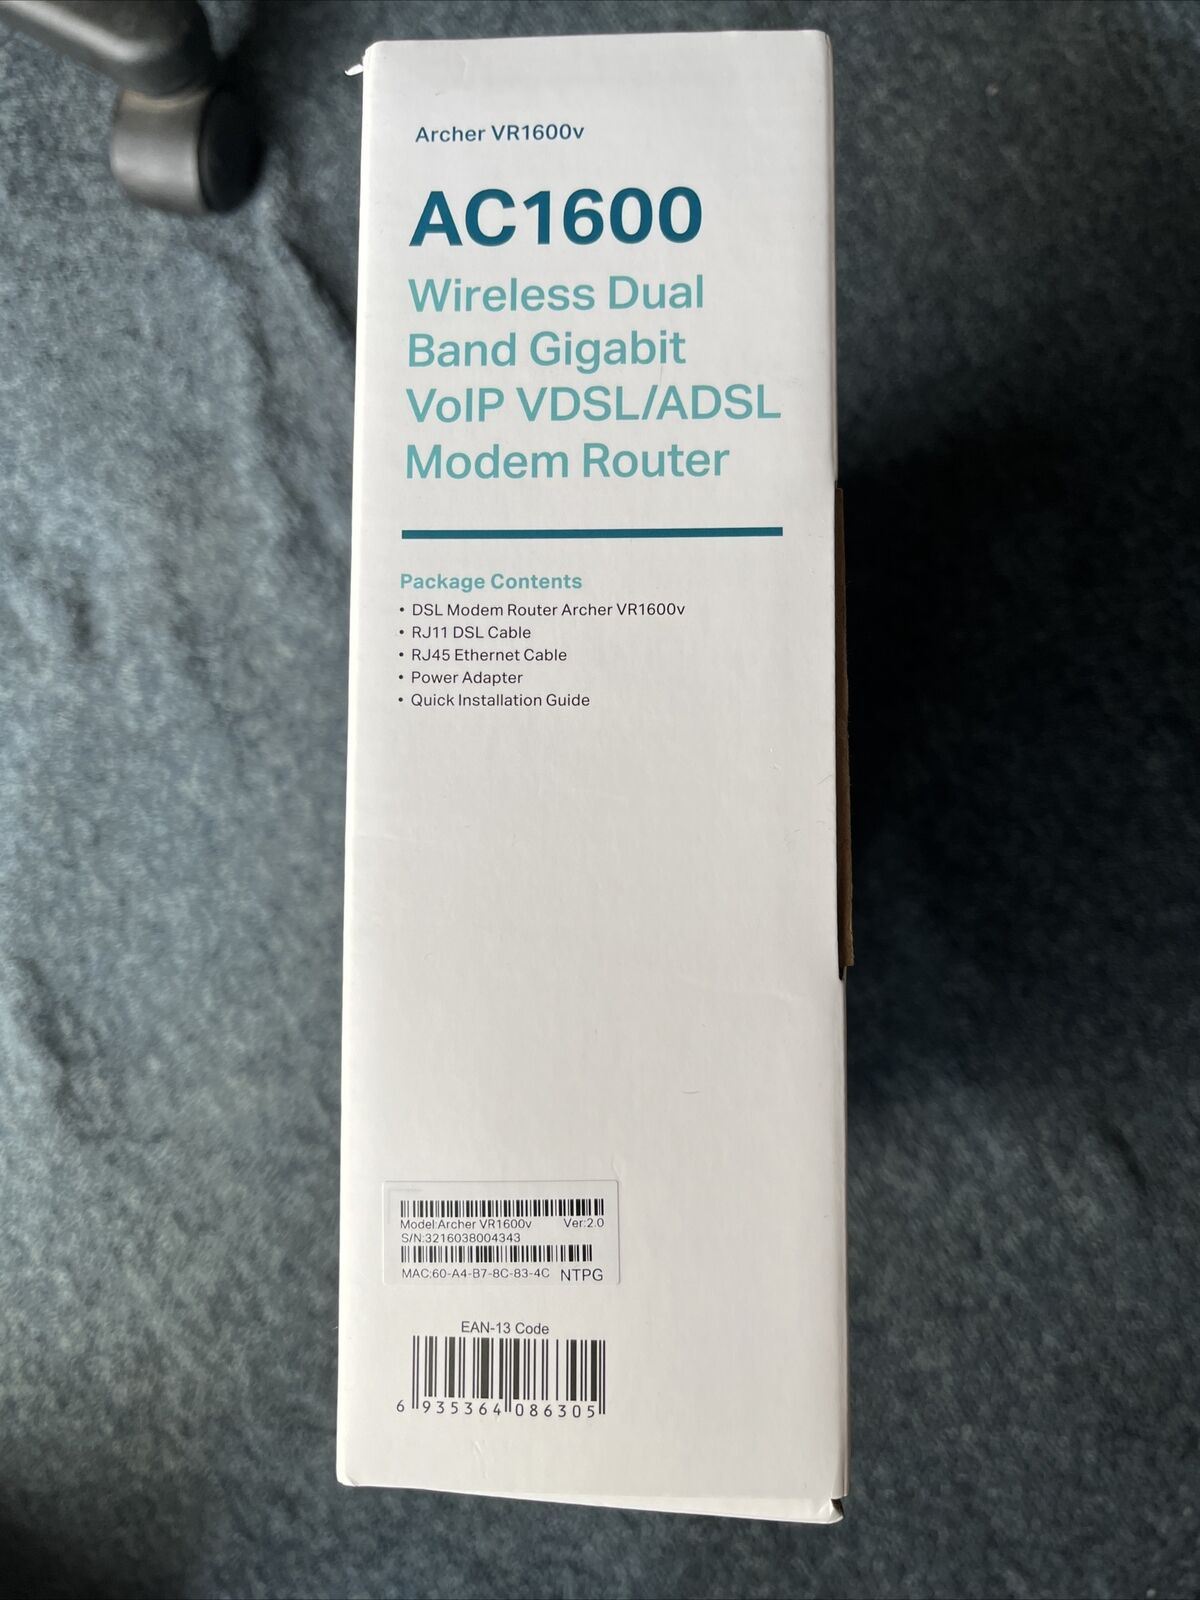 Archer VR1600v
AC1600
Wireless Dual
Band Gigabit
VoIP VDSL/ADSL
Modem Router
Package Contents
• DSL Modem Router Archer VR1600v
• RJ11 DSL Cable
• RJ45 Ethernet Cable
• Power Adapter
• Quick Installation Guide
Model:Archer VR1600v Ver:2.0
S/N:3216038004343
MAC:60-A4-B7-8C-83-4C NTPG
EAN-13 Code
6 935364 086305